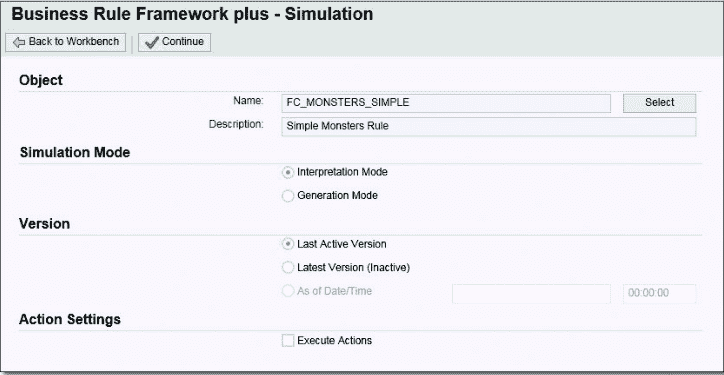 Business Rule Framework plus - Simulation
Back to Workbench Continue
Object
Name: FC_MONSTERS_SIMPLE Select
Description: Simple Monsters Rule
Simulation Mode
Interpretation Mode
Generation Mode
Version
Last Active Version
Latest Version (Inactive)
As of Date/Time 00:00:00
Action Settings
Execute Actions